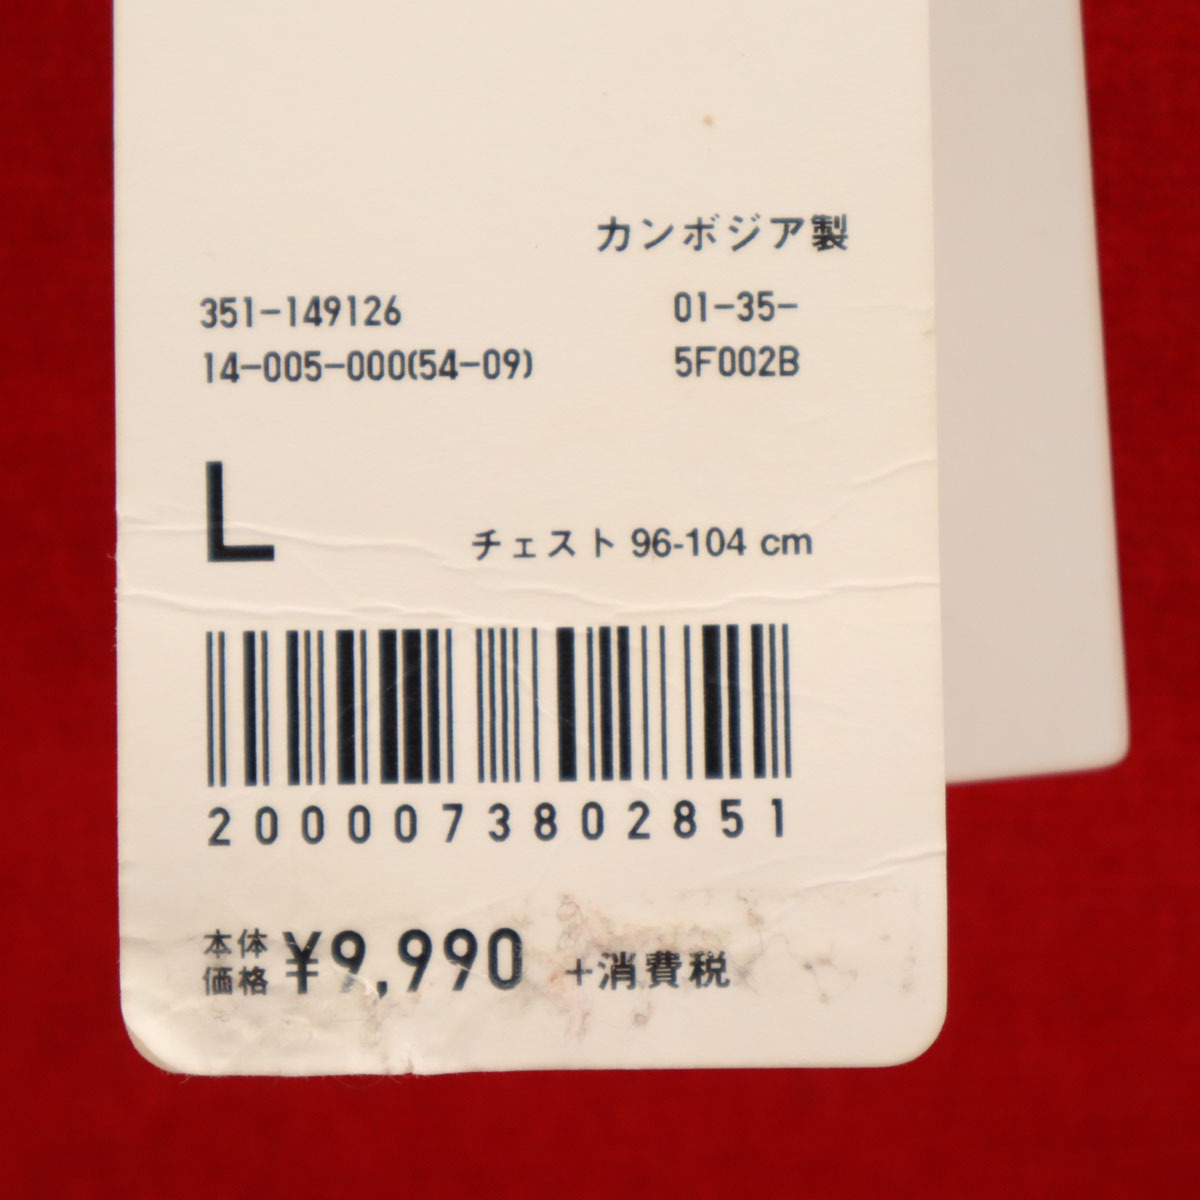 カンボジア製
351-149126 01-35-
14-005-000(54-09) 5F002B
L チェスト 96-104 cm
2000073802851
本体価格 ¥9,990 +消費税